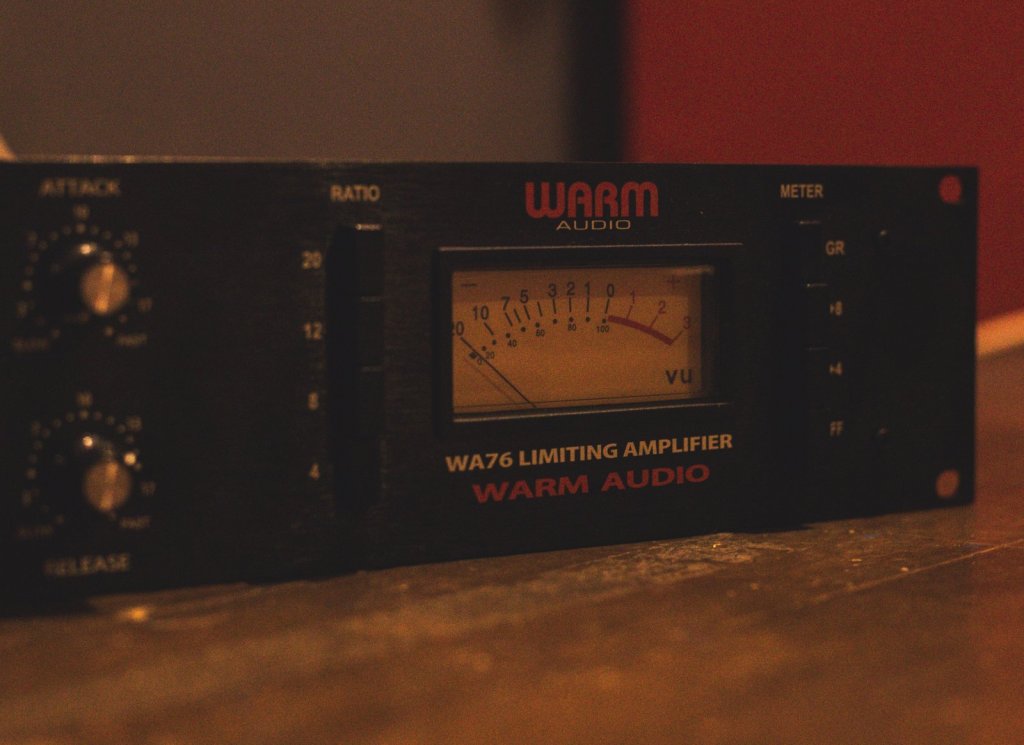 ATTACK
RATIO
20
12
8
4
RELEASE
WARM
AUDIO
- +
20 10 7 5 3 2 1 0 1 2 3
0 20 40 60 80 100
VU
WA76 LIMITING AMPLIFIER
WARM AUDIO
METER
GR
+8
+4